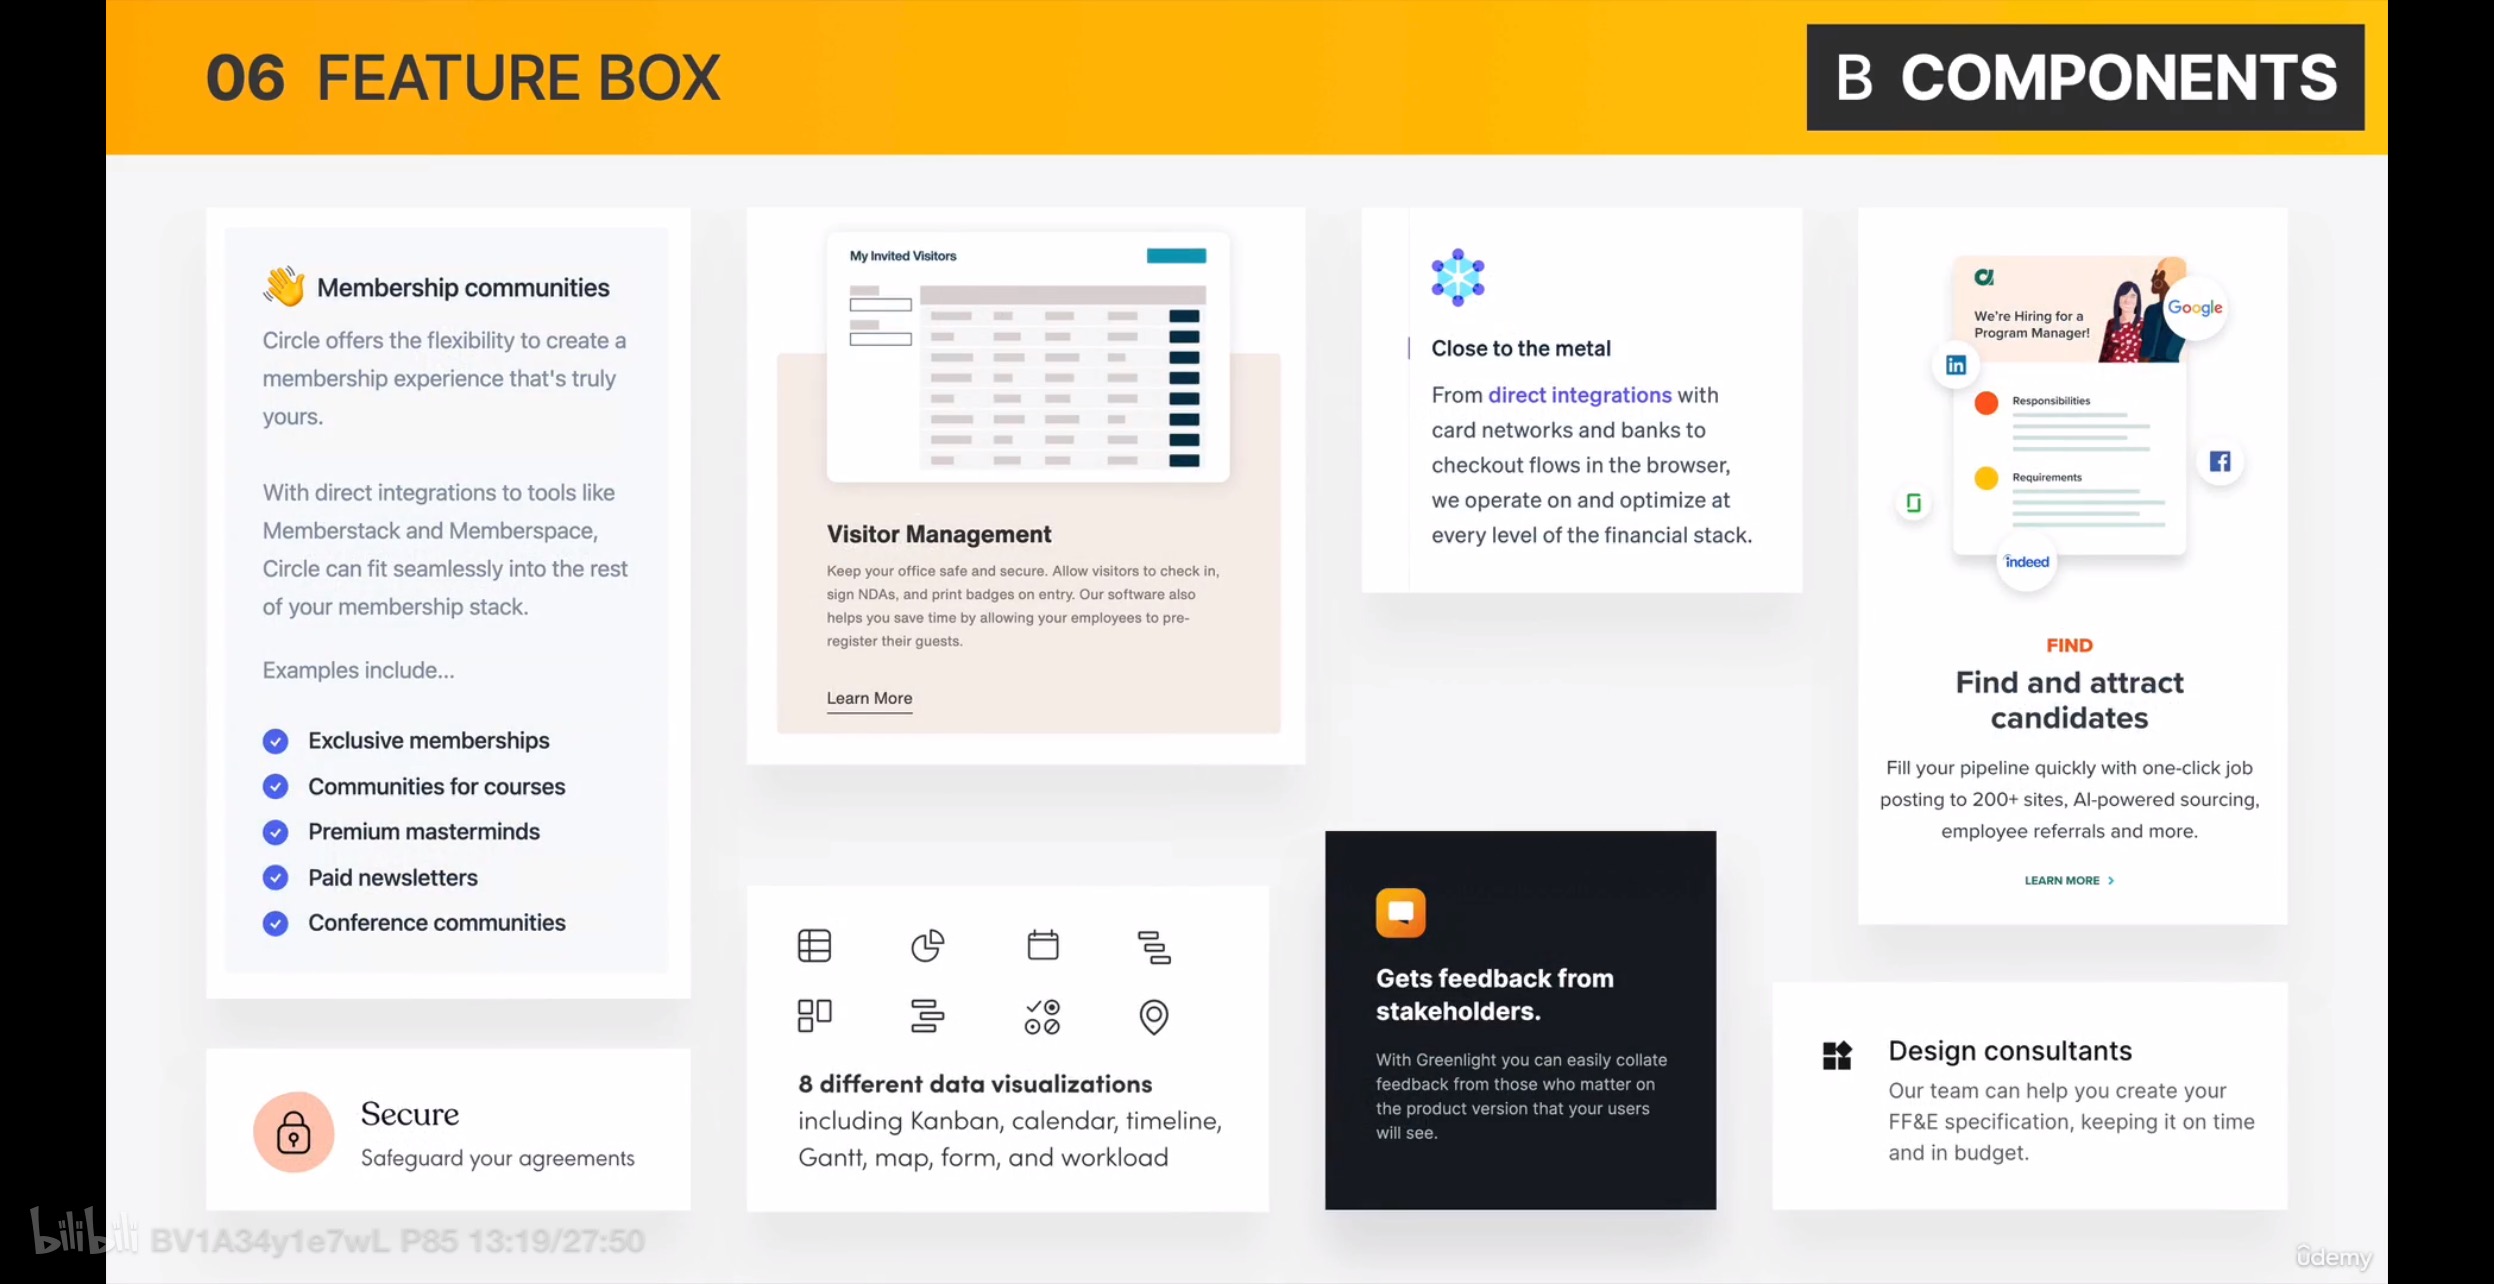 06 FEATURE BOX
B COMPONENTS
Membership communities
Circle offers the flexibility to create a
membership experience that's truly
yours.
With direct integrations to tools like
Memberstack and Memberspace,
Circle can fit seamlessly into the rest
of your membership stack.
Examples include...
Exclusive memberships
Communities for courses
Premium masterminds
Paid newsletters
Conference communities
My Invited Visitors
Visitor Management
Keep your office safe and secure. Allow visitors to check in,
sign NDAs, and print badges on entry. Our software also
helps you save time by allowing your employees to pre-
register their guests.
Learn More
Close to the metal
From direct integrations with
card networks and banks to
checkout flows in the browser,
we operate on and optimize at
every level of the financial stack.
We're Hiring for a
Program Manager!
Google
in
Responsibilities
f
Requirements
indeed
FIND
Find and attract
candidates
Fill your pipeline quickly with one-click job
posting to 200+ sites, AI-powered sourcing,
employee referrals and more.
LEARN MORE >
Secure
Safeguard your agreements
8 different data visualizations
including Kanban, calendar, timeline,
Gantt, map, form, and workload
Gets feedback from
stakeholders.
With Greenlight you can easily collate
feedback from those who matter on
the product version that your users
will see.
Design consultants
Our team can help you create your
FF&E specification, keeping it on time
and in budget.
bilibili BV1A34y1e7wL P85 13:19/27:50
ûdemy